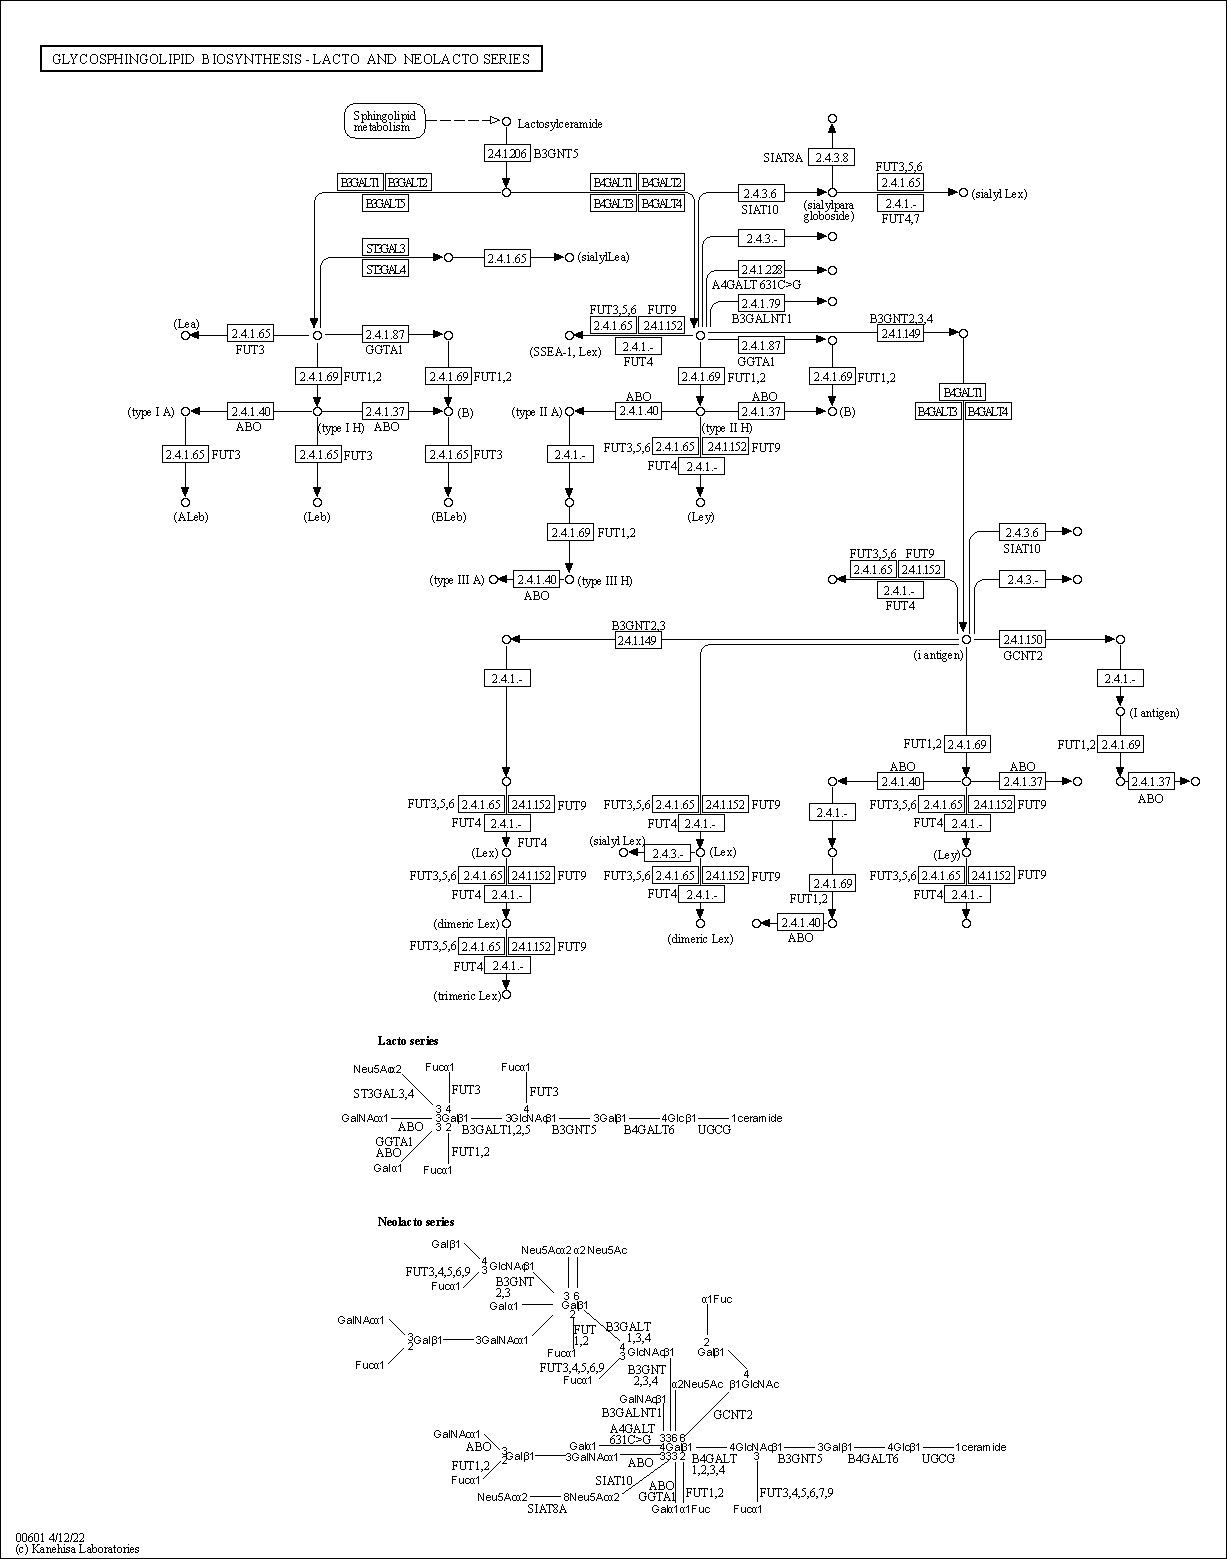 GLYCOSPHINGOLIPID BIOSYNTHESIS - LACTO AND NEOLACTO SERIES
Sphingolipid
metabolism
Lactosylceramide
2.4.1.206 B3GNT5
SIAT8A 2.4.3.8
FUT3,5,6
B3GALT1 B3GALT2
B4GALT1 B4GALT2
2.4.1.65
2.4.3.6
(sialyl Lex)
B3GALT5
B4GALT3 B4GALT4
SIAT10
(sialylpara
globoside)
2.4.1.-
FUT4,7
2.4.3.-
ST3GAL3
2.4.1.65
(sialylLea)
ST3GAL4
2.4.1.228
A4GALT 631C>G
2.4.1.79
B3GALNT1
(Lea)
FUT3,5,6 FUT9
B3GNT2,3,4
2.4.1.65
FUT3
2.4.1.87
GGTA1
2.4.1.65 2.4.1.152
(SSEA-1, Lex)
2.4.1.-
FUT4
2.4.1.87
GGTA1
2.4.1.149
2.4.1.69 FUT1,2
2.4.1.69 FUT1,2
2.4.1.69 FUT1,2
2.4.1.69 FUT1,2
B4GALT1
B4GALT3 B4GALT4
(type I A)
2.4.1.40
ABO
(type I H)
2.4.1.37
ABO
(B)
(type II A)
ABO
2.4.1.40
(type II H)
ABO
2.4.1.37
(B)
2.4.1.65 FUT3
2.4.1.65 FUT3
2.4.1.65 FUT3
2.4.1.-
FUT3,5,6 2.4.1.65 2.4.1.152 FUT9
FUT4 2.4.1.-
(ALeb)
(Leb)
(BLeb)
(Ley)
2.4.1.69 FUT1,2
2.4.3.6
SIAT10
FUT3,5,6 FUT9
2.4.1.65 2.4.1.152
2.4.1.-
FUT4
2.4.3.-
(type III A)
2.4.1.40
ABO
(type III H)
B3GNT2,3
2.4.1.149
(i antigen)
2.4.1.150
GCNT2
2.4.1.-
2.4.1.-
(I antigen)
FUT1,2 2.4.1.69
FUT1,2 2.4.1.69
ABO
2.4.1.40
ABO
2.4.1.37
2.4.1.37
ABO
FUT3,5,6 2.4.1.65 2.4.1.152 FUT9
FUT4 2.4.1.-
FUT4
FUT3,5,6 2.4.1.65 2.4.1.152 FUT9
FUT4 2.4.1.-
2.4.1.-
FUT3,5,6 2.4.1.65 2.4.1.152 FUT9
FUT4 2.4.1.-
(Lex)
(sialyl Lex)
2.4.3.-
(Lex)
(Ley)
FUT3,5,6 2.4.1.65 2.4.1.152 FUT9
FUT4 2.4.1.-
FUT3,5,6 2.4.1.65 2.4.1.152 FUT9
FUT4 2.4.1.-
2.4.1.69
FUT1,2
FUT3,5,6 2.4.1.65 2.4.1.152 FUT9
FUT4 2.4.1.-
(dimeric Lex)
(dimeric Lex)
2.4.1.40
ABO
FUT3,5,6 2.4.1.65 2.4.1.152 FUT9
FUT4 2.4.1.-
(trimeric Lex)
Lacto series
Neu5Acα2
Fucα1
Fucα1
ST3GAL3,4
FUT3
FUT3
3 4
4
GalNAcα1 3Galβ1 3GlcNAcβ1 3Galβ1 4Glcβ1 1ceramide
ABO 3 2 B3GALT1,2,5 B3GNT5 B4GALT6 UGCG
GGTA1
ABO
FUT1,2
Galα1
Fucα1
Neolacto series
Galβ1
Neu5Acα2 α2Neu5Ac
4
3 GlcNAcβ1
FUT3,4,5,6,9
Fucα1
B3GNT
2,3
3 6
Galα1
Galβ1
2
α1Fuc
GalNAcα1
3
2 Galβ1
3GalNAcα1
FUT
1,2
B3GALT
1,3,4
2
Galβ1
Fucα1
Fucα1
4
3 GlcNAcβ1
FUT3,4,5,6,9
Fucα1
B3GNT
2,3,4
4
α2Neu5Ac
β1GlcNAc
GalNAcβ1
B3GALNT1
GCNT2
A4GALT
631C>G
GalNAcα1
ABO
3
2 Galβ1
FUT1,2
Fucα1
Galα1
3GalNAcα1
ABO
3366
4Galβ1 4GlcNAcβ1 3Galβ1 4Glcβ1 1ceramide
3332 B4GALT
1,2,3,4
3
B3GNT5 B4GALT6 UGCG
SIAT10
ABO
GGTA1
FUT1,2
FUT3,4,5,6,7,9
Neu5Acα2 8Neu5Acα2
SIAT8A
Galα1 α1Fuc
Fucα1
00601 4/12/22
(c) Kanehisa Laboratories